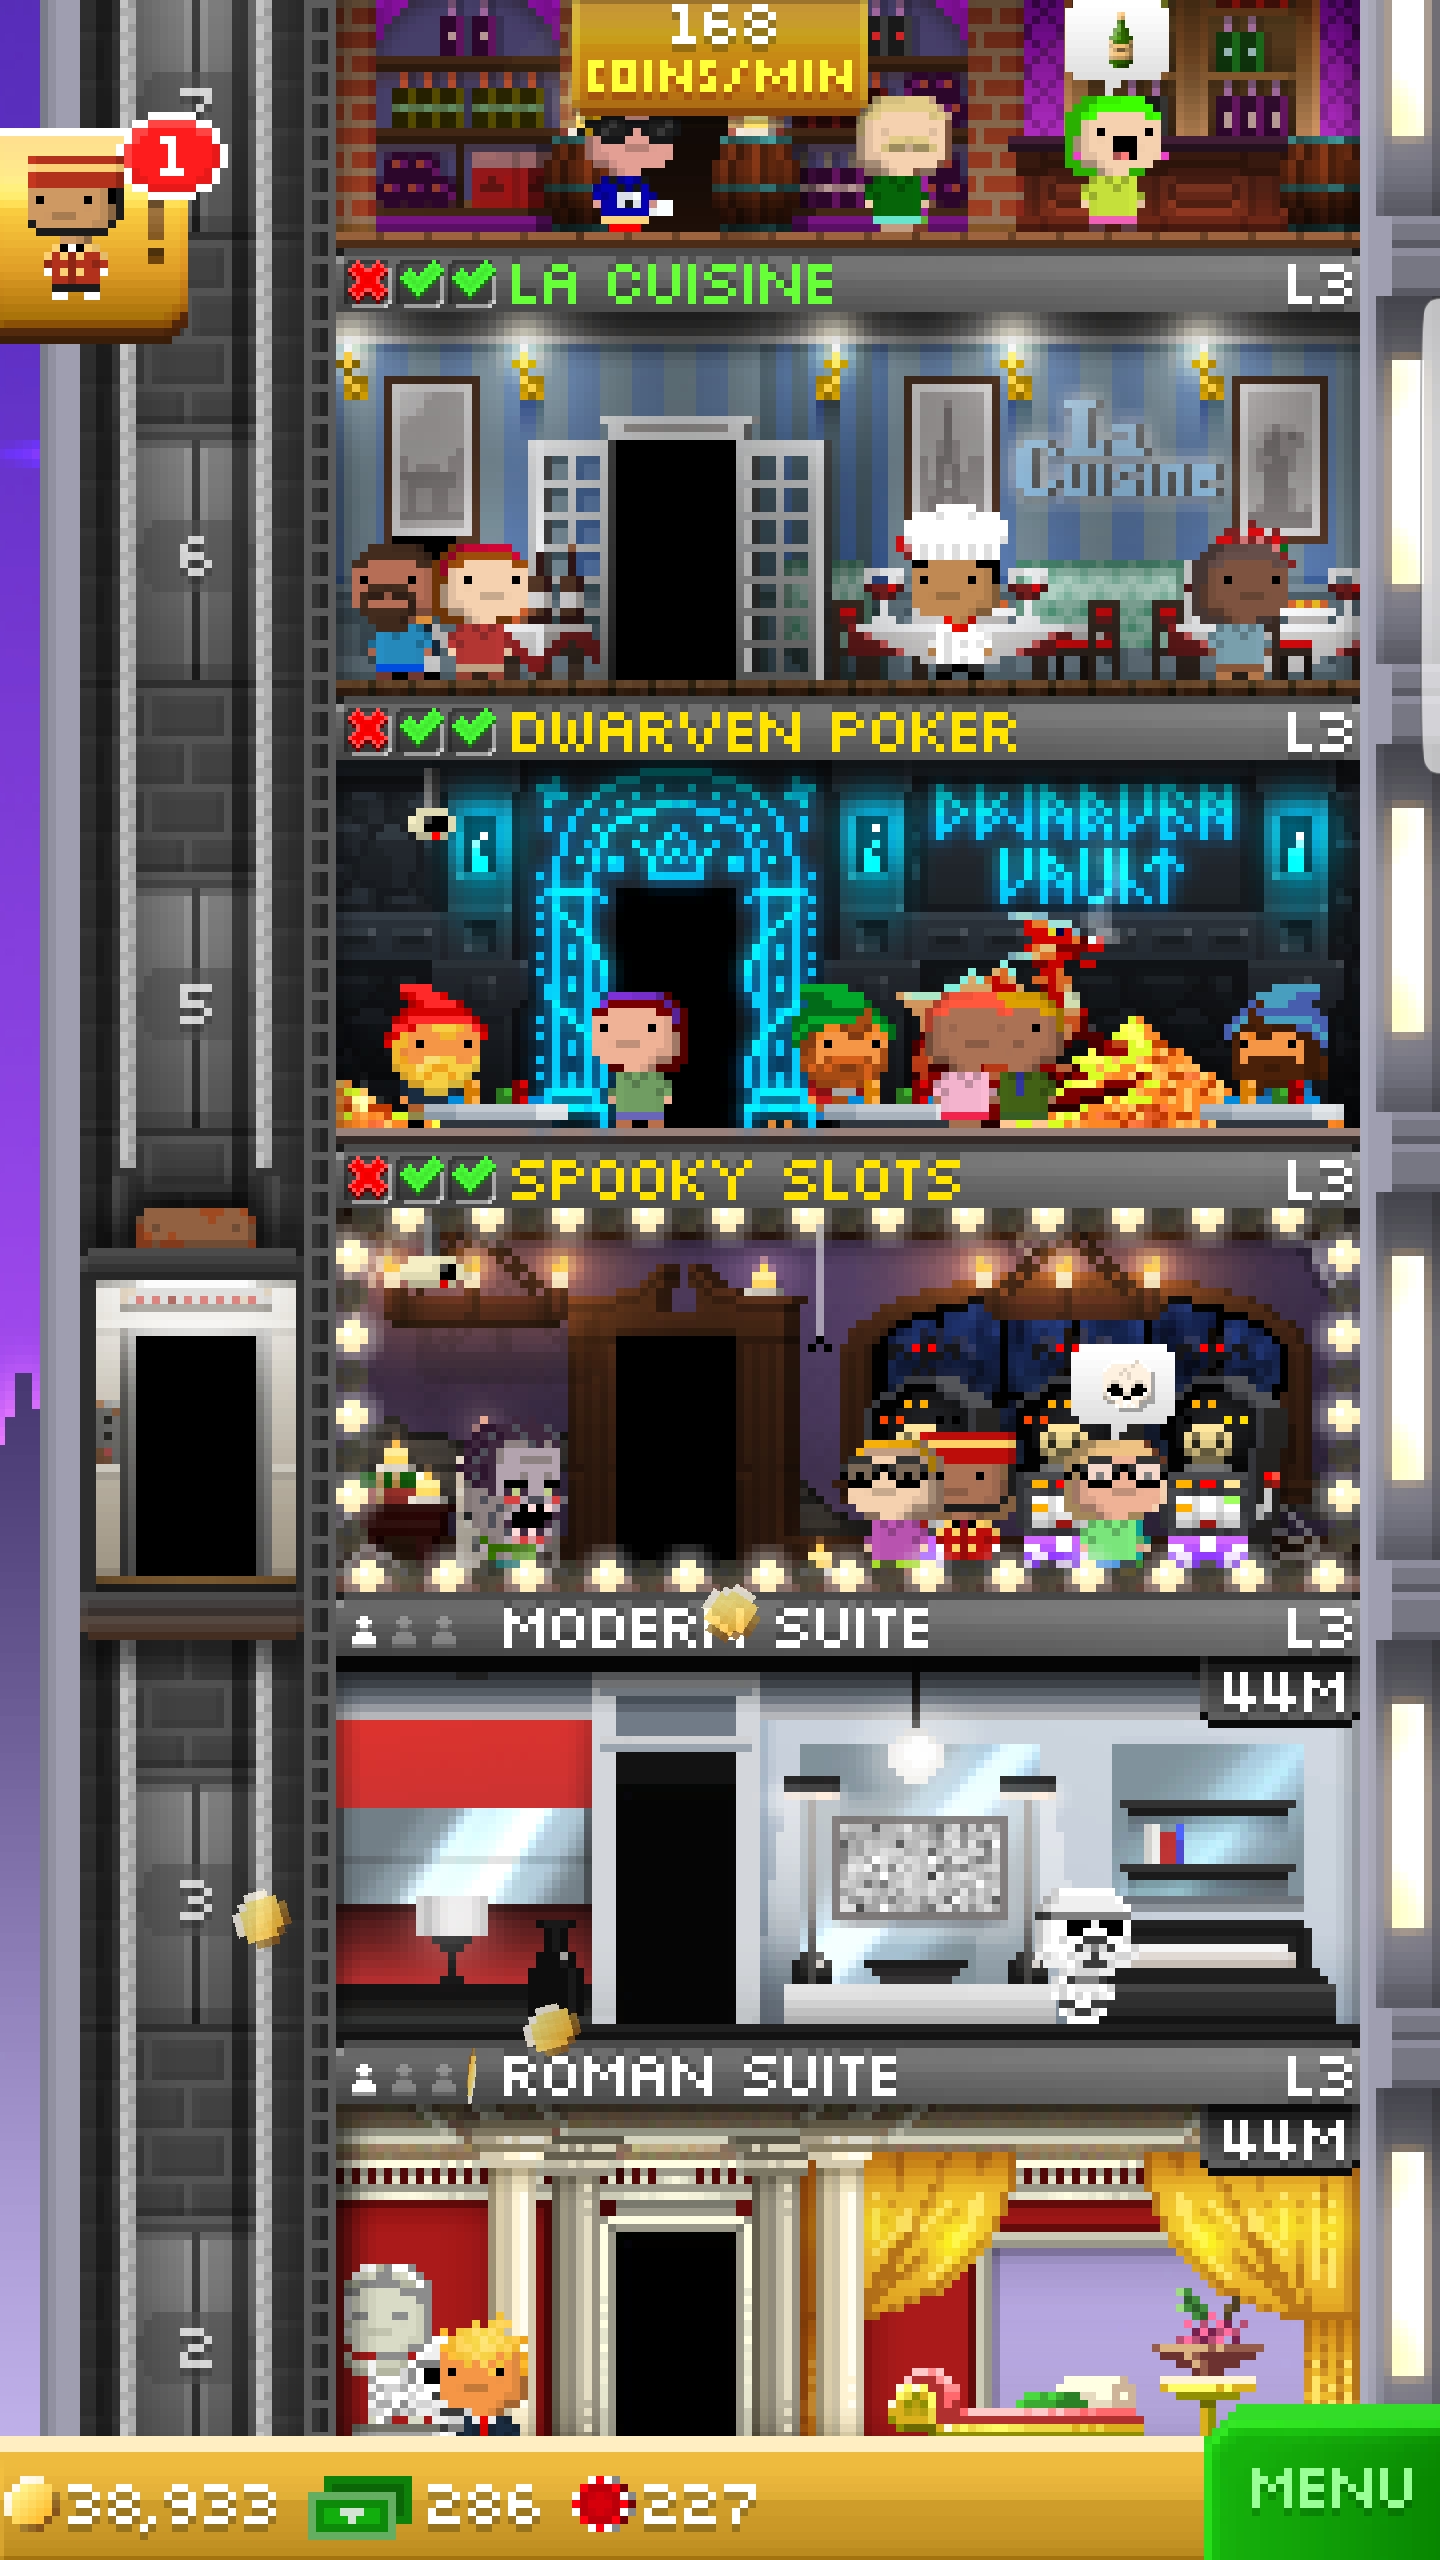 168
COINS/MIN
7
1
LA CUISINE L3
La
Cuisine
6
DWARVEN POKER L3
DWARVEN
VAULT
5
SPOOKY SLOTS L3
MODERN SUITE L3
44M
3
ROMAN SUITE L3
44M
2
38,933 286 227
MENU